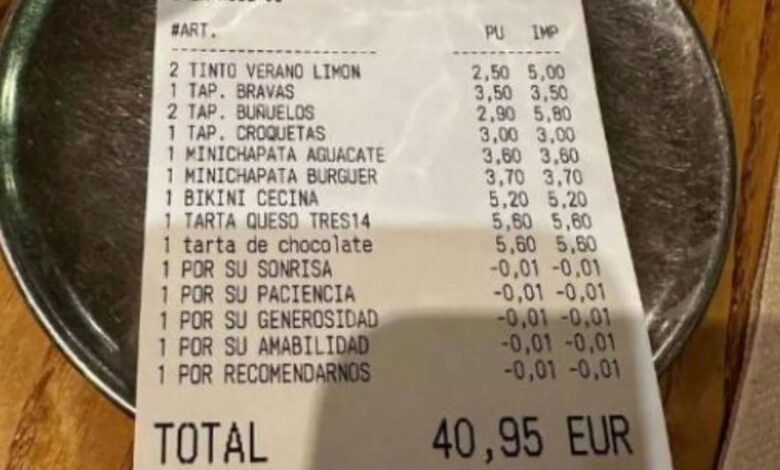 #ART. PU IMP
2 TINTO VERANO LIMON 2,50 5,00
1 TAP. BRAVAS 3,50 3,50
2 TAP. BUÑUELOS 2,90 5,80
1 TAP. CROQUETAS 3,00 3,00
1 MINICHAPATA AGUACATE 3,60 3,60
1 MINICHAPATA BURGUER 3,70 3,70
1 BIKINI CECINA 5,20 5,20
1 TARTA QUESO TRES14 5,60 5,60
1 tarta de chocolate 5,60 5,60
1 POR SU SONRISA -0,01 -0,01
1 POR SU PACIENCIA -0,01 -0,01
1 POR SU GENEROSIDAD -0,01 -0,01
1 POR SU AMABILIDAD -0,01 -0,01
1 POR RECOMENDARNOS -0,01 -0,01
TOTAL 40,95 EUR